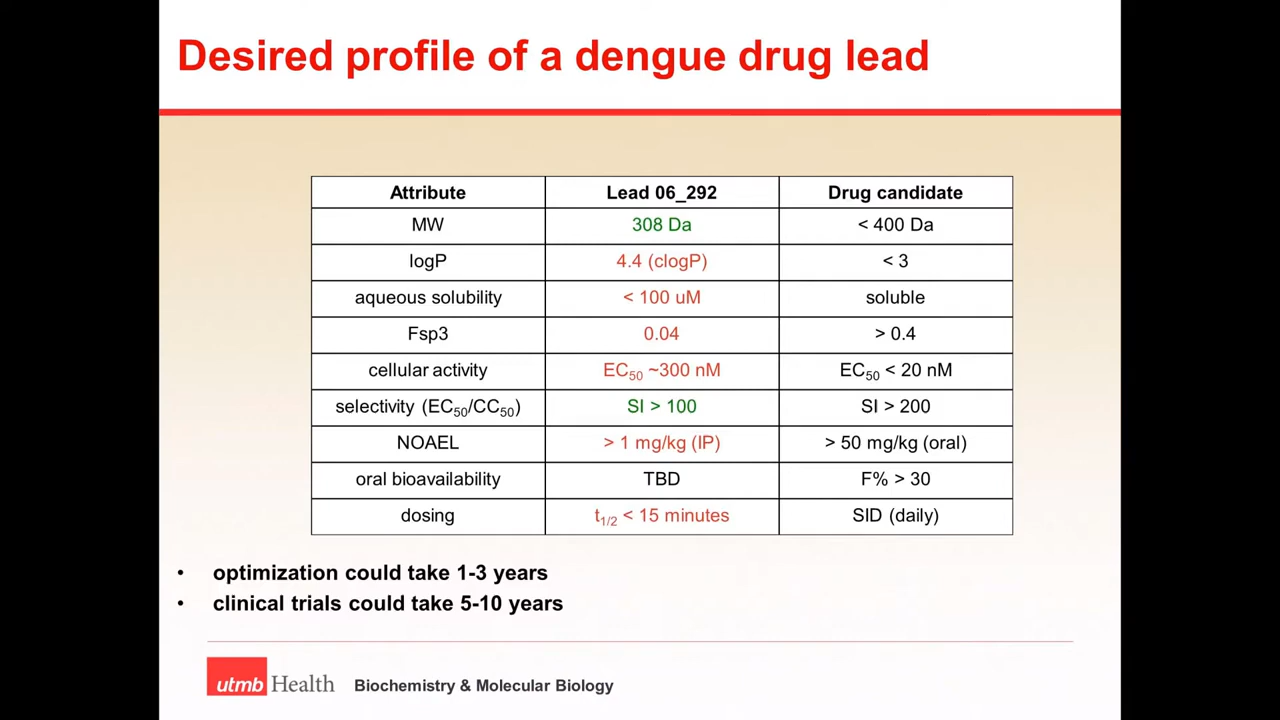 Desired profile of a dengue drug lead
Attribute Lead 06_292 Drug candidate
MW 308 Da < 400 Da
logP 4.4 (clogP) < 3
aqueous solubility < 100 uM soluble
Fsp3 0.04 > 0.4
cellular activity EC50 ~300 nM EC50 < 20 nM
selectivity (EC50/CC50) SI > 100 SI > 200
NOAEL > 1 mg/kg (IP) > 50 mg/kg (oral)
oral bioavailability TBD F% > 30
dosing t1/2 < 15 minutes SID (daily)
• optimization could take 1-3 years
• clinical trials could take 5-10 years
utmb Health Biochemistry & Molecular Biology